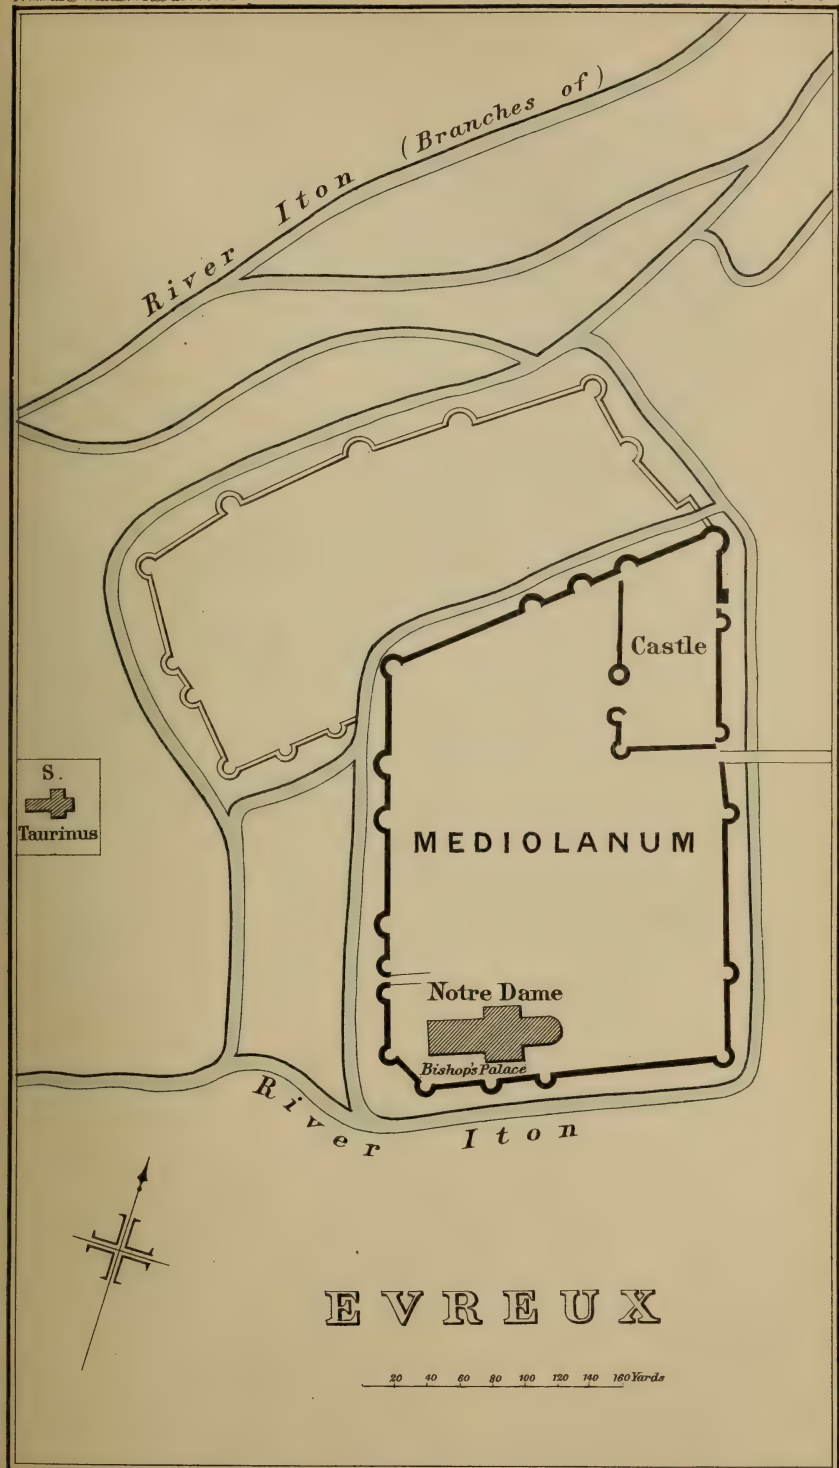 River Iton (Branches of)
Castle
S.
Taurinus
MEDIOLANUM
Notre Dame
Bishop's Palace
River Iton
EVREUX
20 40 60 80 100 120 140 160 Yards